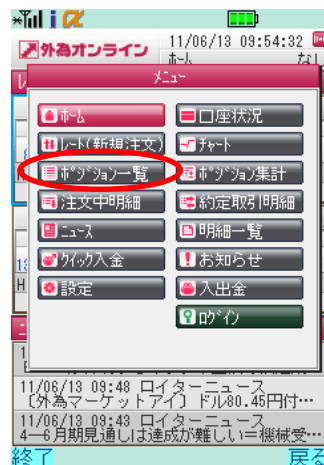 外為オンライン 11/06/13 09:54:32
ホーム なし
メニュー
ホーム 口座状況
レート(新規注文) チャート
ポジション一覧 ポジション集計
注文中明細 約定取引明細
ニュース 明細一覧
クイック入金 お知らせ
設定 入出金
ログイン
11/06/13 09:48 ロイターニュース
〔外為マーケットアイ〕ドル80.45円付…
11/06/13 09:43 ロイターニュース
4―6月期見通しは達成が難しい=機械受…
終了 戻る